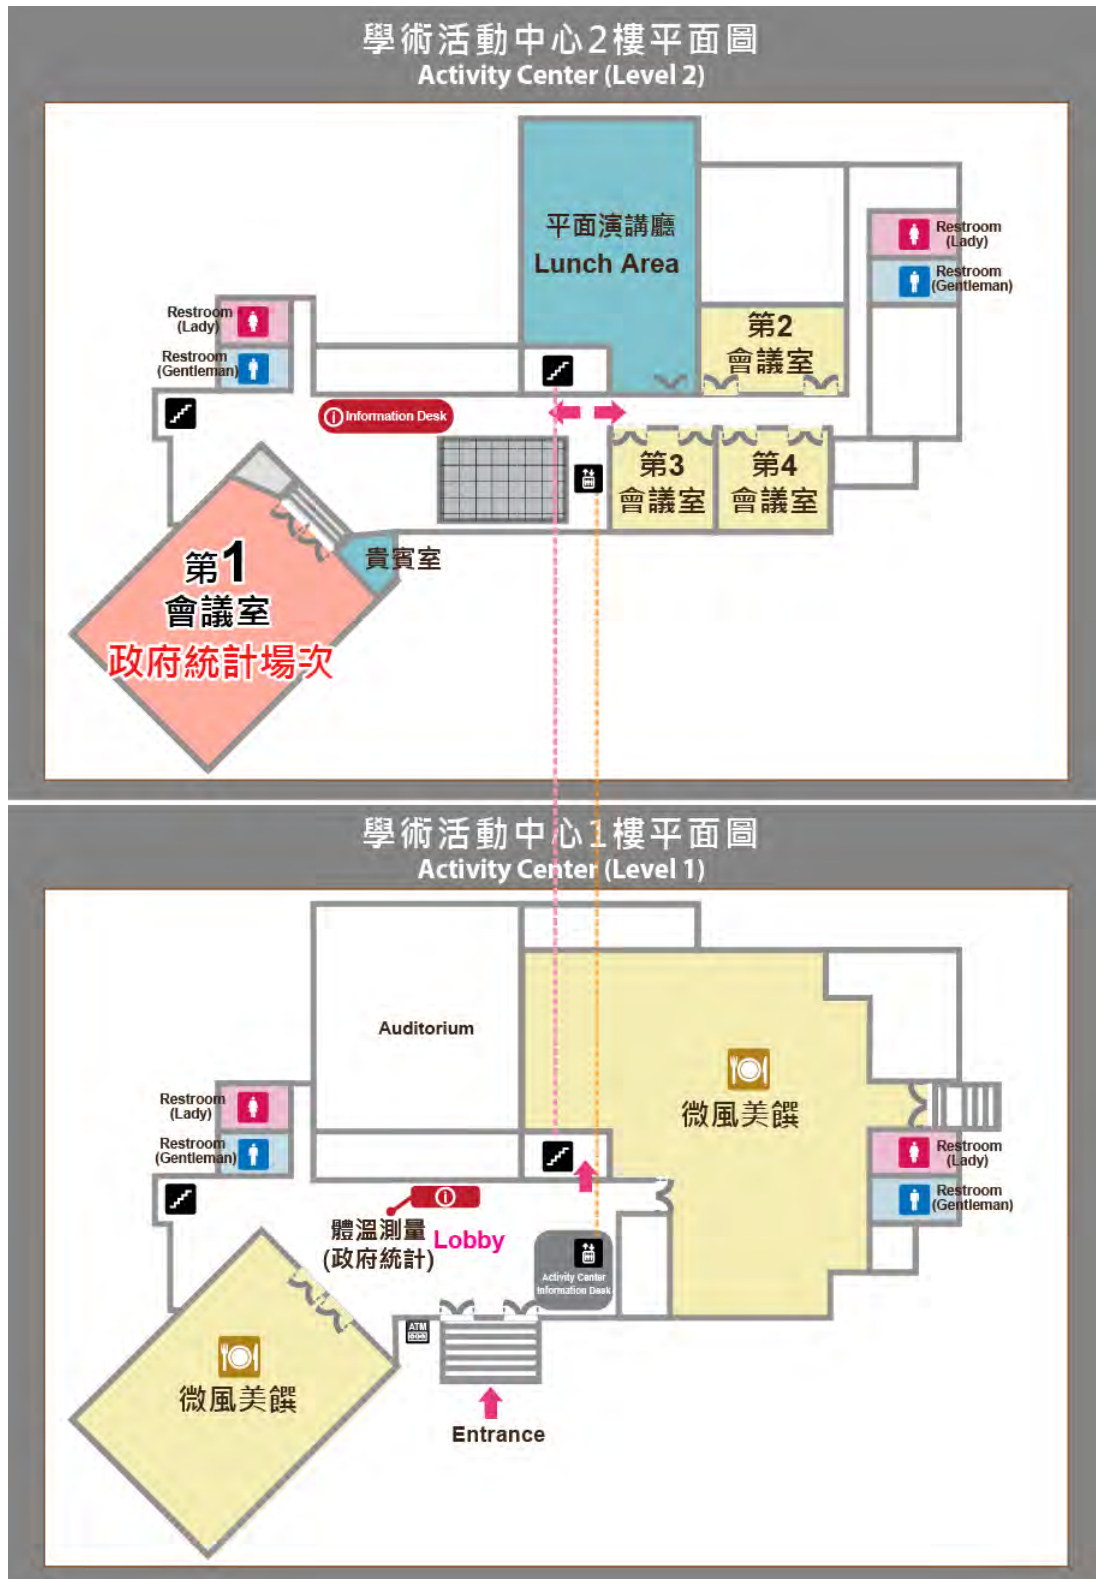 學術活動中心2樓平面圖
Activity Center (Level 2)
平面演講廳
Lunch Area
Restroom
(Lady)
Restroom
(Gentleman)
第2
會議室
Restroom
(Lady)
Restroom
(Gentleman)
Information Desk
第3
會議室
第4
會議室
貴賓室
第1
會議室
政府統計場次
學術活動中心1樓平面圖
Activity Center (Level 1)
Auditorium
微風美饌
Restroom
(Lady)
Restroom
(Gentleman)
Restroom
(Lady)
Restroom
(Gentleman)
體溫測量
(政府統計)
Lobby
Activity Center
Information Desk
ATM
微風美饌
Entrance